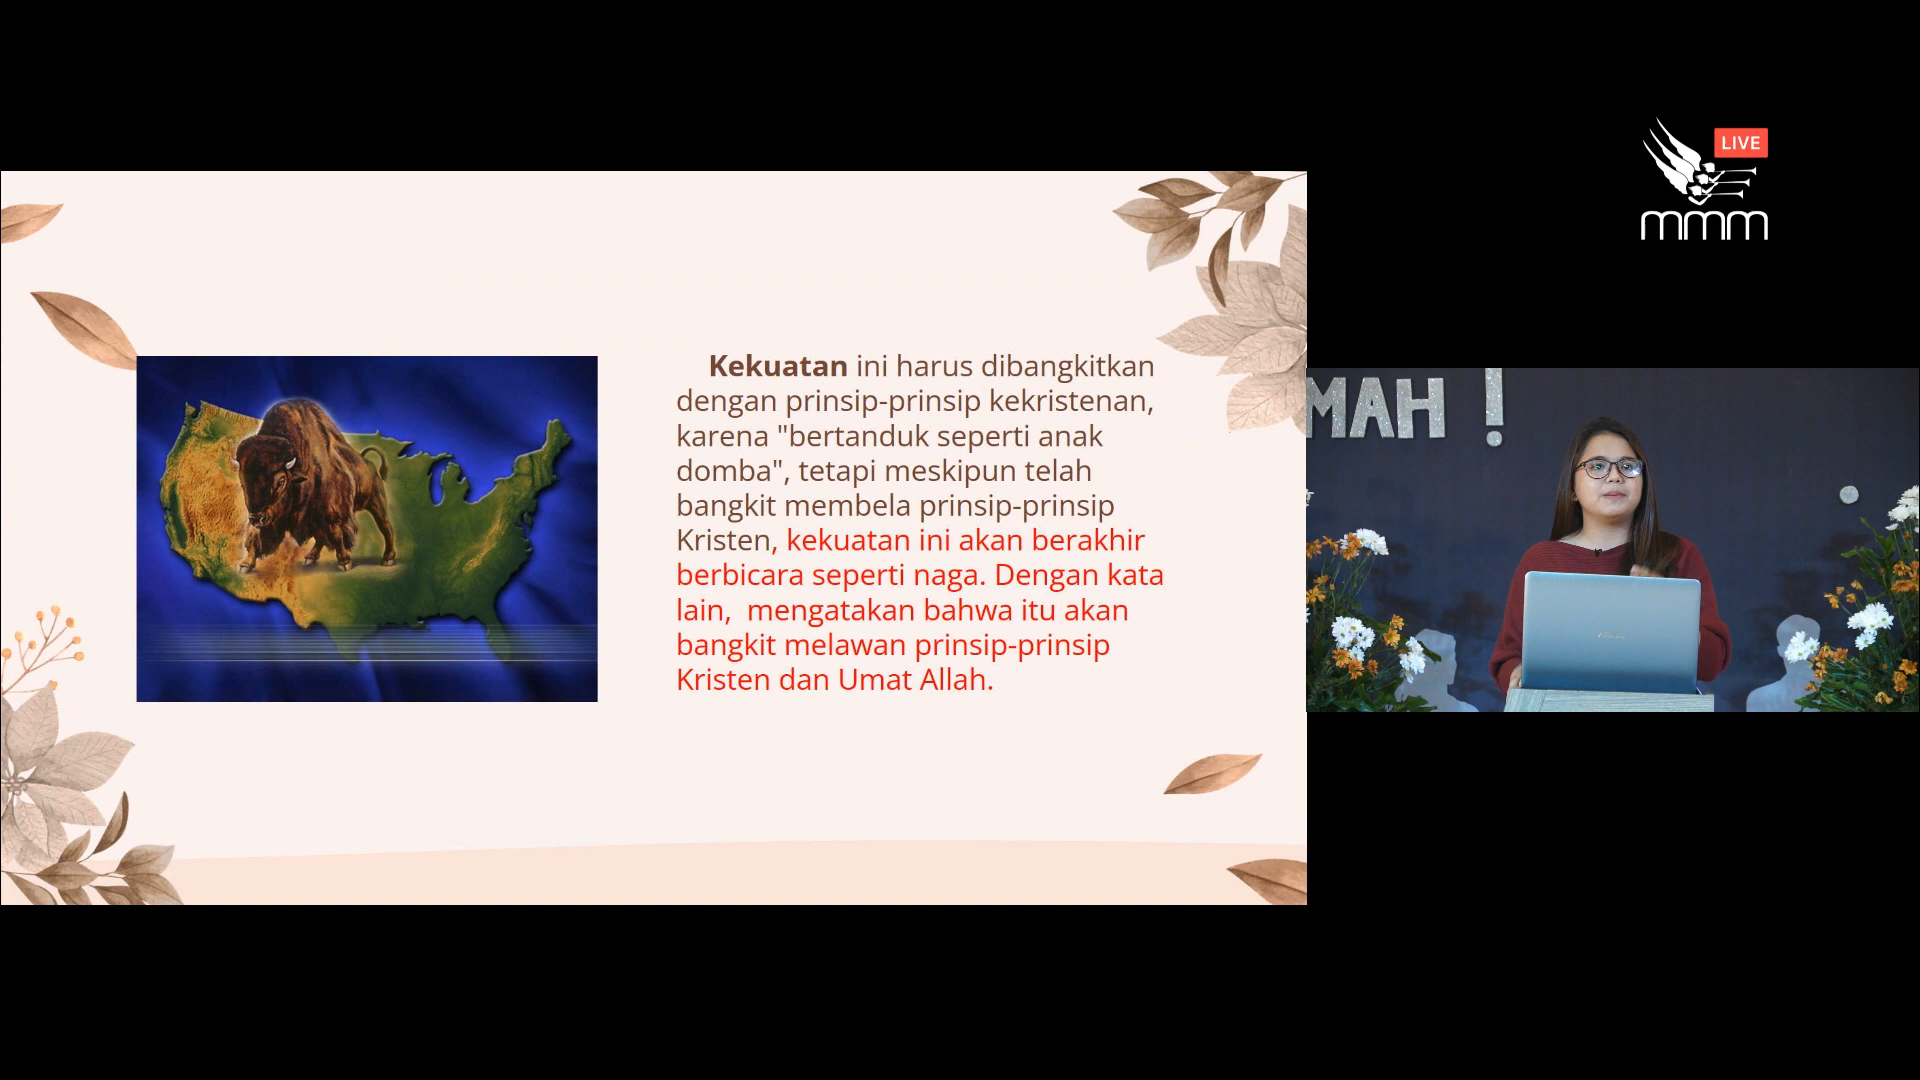 LIVE
mmm
Kekuatan ini harus dibangkitkan
dengan prinsip-prinsip kekristenan,
karena "bertanduk seperti anak
domba", tetapi meskipun telah
bangkit membela prinsip-prinsip
Kristen, kekuatan ini akan berakhir
berbicara seperti naga. Dengan kata
lain, mengatakan bahwa itu akan
bangkit melawan prinsip-prinsip
Kristen dan Umat Allah.
MAH !